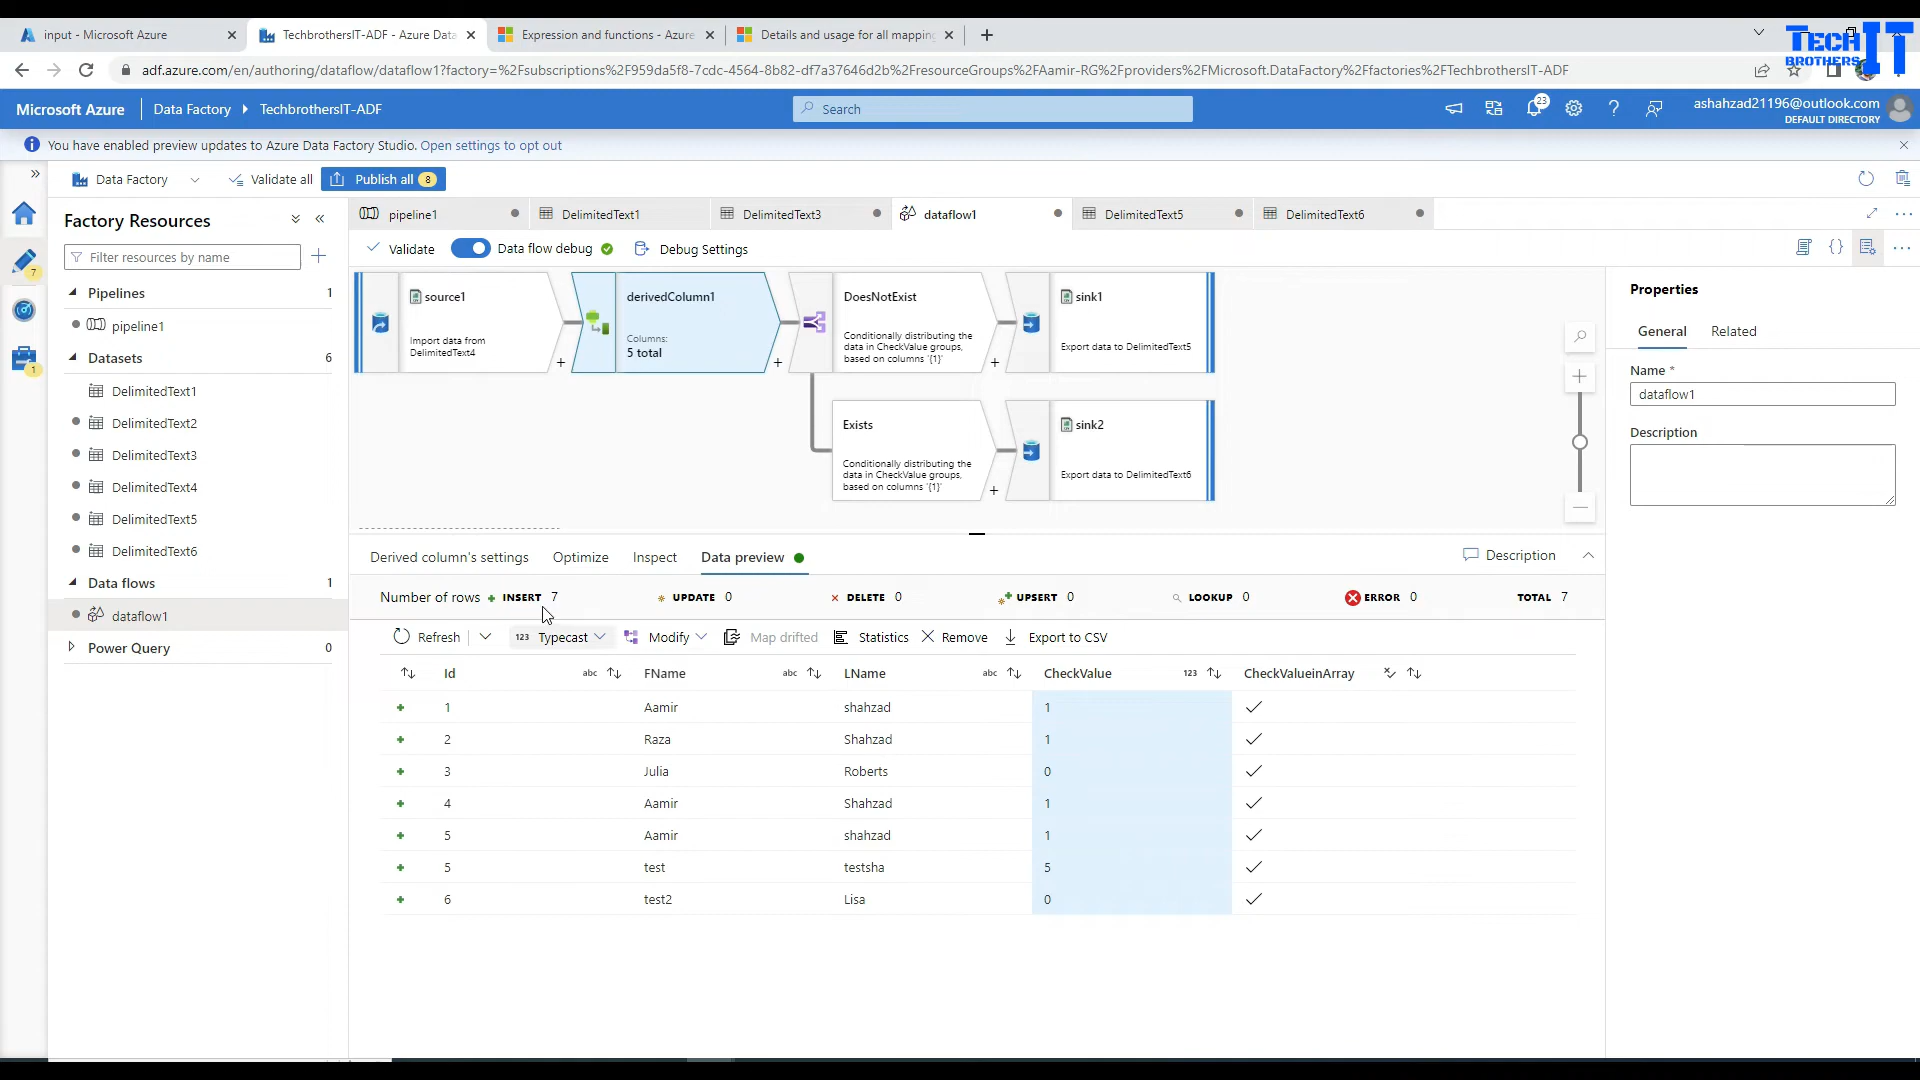 input - Microsoft Azure
TechbrothersIT-ADF - Azure Data
Expression and functions - Azure
Details and usage for all mapping
TECH BROTHERS IT
adf.azure.com/en/authoring/dataflow/dataflow1?factory=%2Fsubscriptions%2F959da5f8-7cdc-4564-8b82-df7a37646d2b%2FresourceGroups%2FAamir-RG%2Fproviders%2FMicrosoft.DataFactory%2Ffactories%2FTechbrothersIT-ADF
Microsoft Azure
Data Factory
TechbrothersIT-ADF
Search
23
ashahzad21196@outlook.com
DEFAULT DIRECTORY
You have enabled preview updates to Azure Data Factory Studio. Open settings to opt out
Data Factory
Validate all
Publish all 8
Factory Resources
pipeline1
DelimitedText1
DelimitedText3
dataflow1
DelimitedText5
DelimitedText6
Filter resources by name
Validate
Data flow debug
Debug Settings
7
1
Pipelines 1
pipeline1
Datasets 6
DelimitedText1
DelimitedText2
DelimitedText3
DelimitedText4
DelimitedText5
DelimitedText6
Data flows 1
dataflow1
Power Query 0
source1
Import data from
DelimitedText4
derivedColumn1
Columns:
5 total
DoesNotExist
Conditionally distributing the
data in CheckValue groups,
based on columns '{1}'
sink1
Export data to DelimitedText5
Exists
Conditionally distributing the
data in CheckValue groups,
based on columns '{1}'
sink2
Export data to DelimitedText6
Properties
General
Related
Name *
dataflow1
Description
Derived column's settings
Optimize
Inspect
Data preview
Description
Number of rows INSERT 7 UPDATE 0 DELETE 0 UPSERT 0 LOOKUP 0 ERROR 0 TOTAL 7
Refresh 123 Typecast Modify Map drifted Statistics Remove Export to CSV
Id abc FName abc LName abc CheckValue 123 CheckValueinArray
1 Aamir shahzad 1
2 Raza Shahzad 1
3 Julia Roberts 0
4 Aamir Shahzad 1
5 Aamir shahzad 1
5 test testsha 5
6 test2 Lisa 0